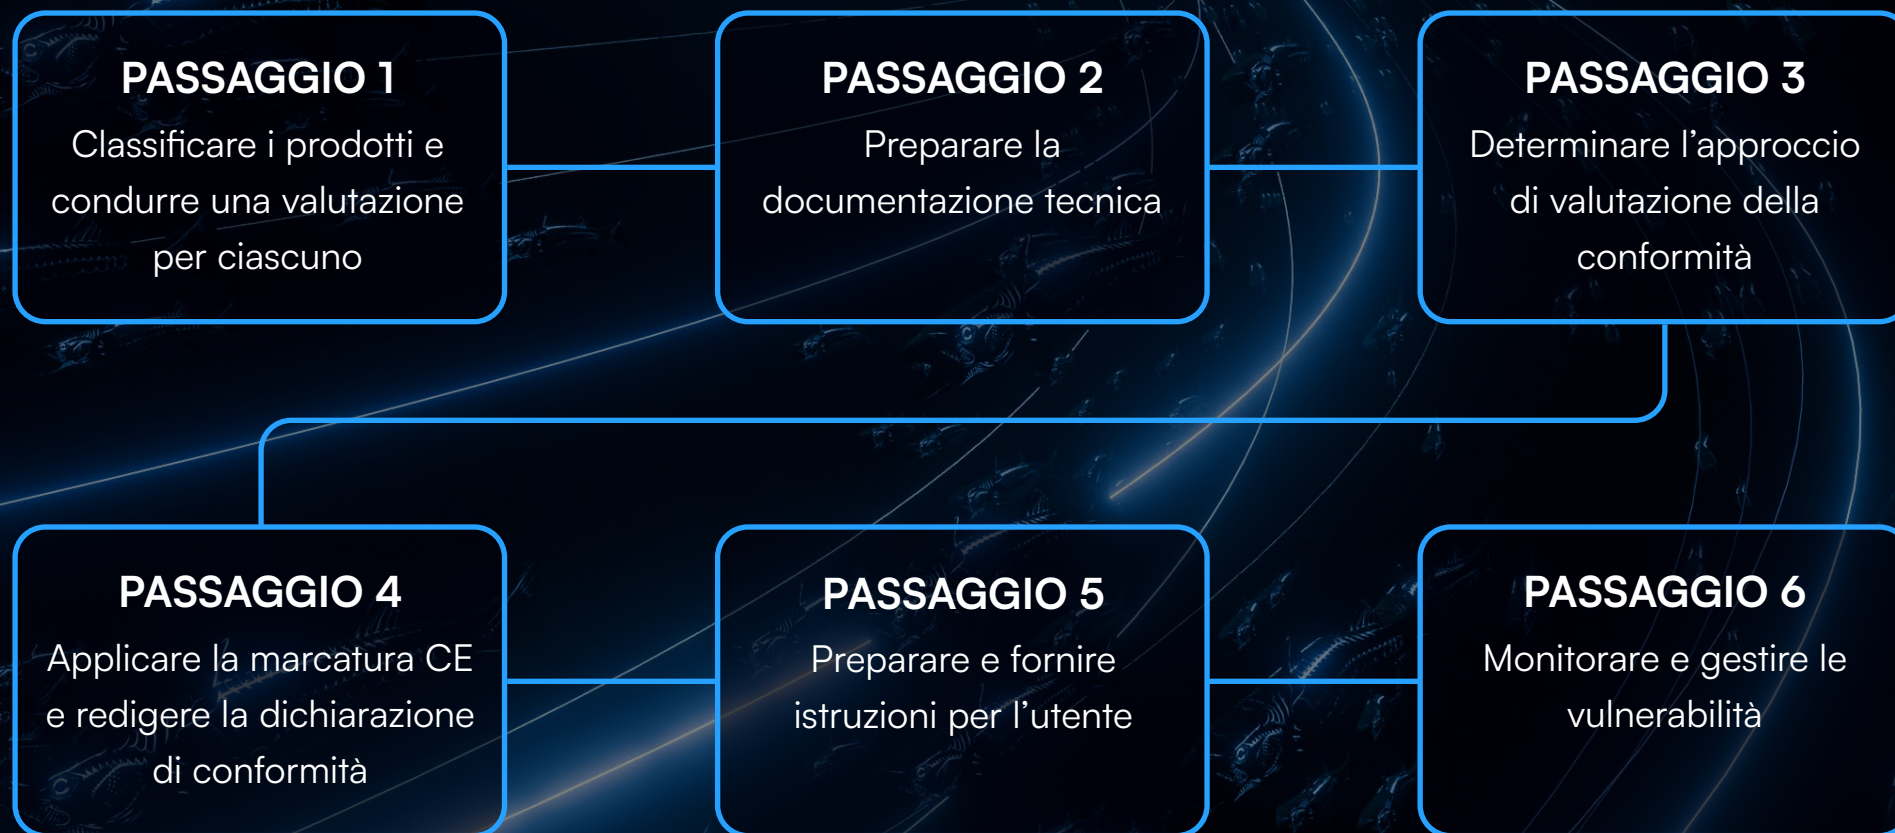 PASSAGGIO 1
Classificare i prodotti e
condurre una valutazione
per ciascuno
PASSAGGIO 2
Preparare la
documentazione tecnica
PASSAGGIO 3
Determinare l’approccio
di valutazione della
conformità
PASSAGGIO 4
Applicare la marcatura CE
e redigere la dichiarazione
di conformità
PASSAGGIO 5
Preparare e fornire
istruzioni per l’utente
PASSAGGIO 6
Monitorare e gestire le
vulnerabilità